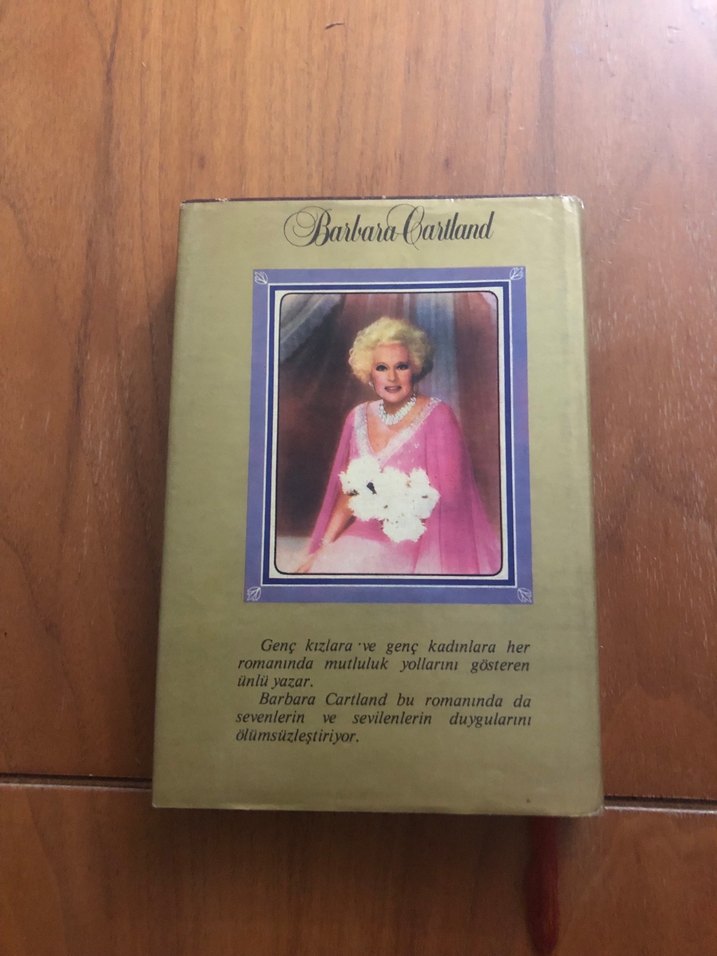 Barbara Cartland
Genç kızlara ve genç kadınlara her
romanında mutluluk yollarını gösteren
ünlü yazar.
Barbara Cartland bu romanında da
sevenlerin ve sevilenlerin duygularını
ölümsüzleştiriyor.